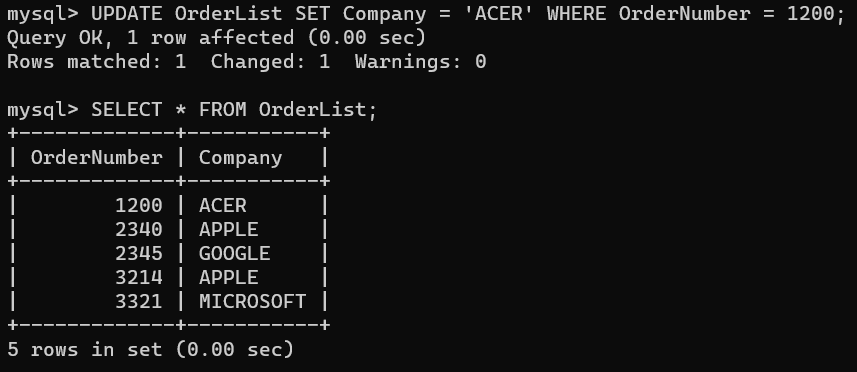 mysql> UPDATE OrderList SET Company = 'ACER' WHERE OrderNumber = 1200;
Query OK, 1 row affected (0.00 sec)
Rows matched: 1  Changed: 1  Warnings: 0

mysql> SELECT * FROM OrderList;
+-------------+-----------+
| OrderNumber | Company   |
+-------------+-----------+
|        1200 | ACER      |
|        2340 | APPLE     |
|        2345 | GOOGLE    |
|        3214 | APPLE     |
|        3321 | MICROSOFT |
+-------------+-----------+
5 rows in set (0.00 sec)